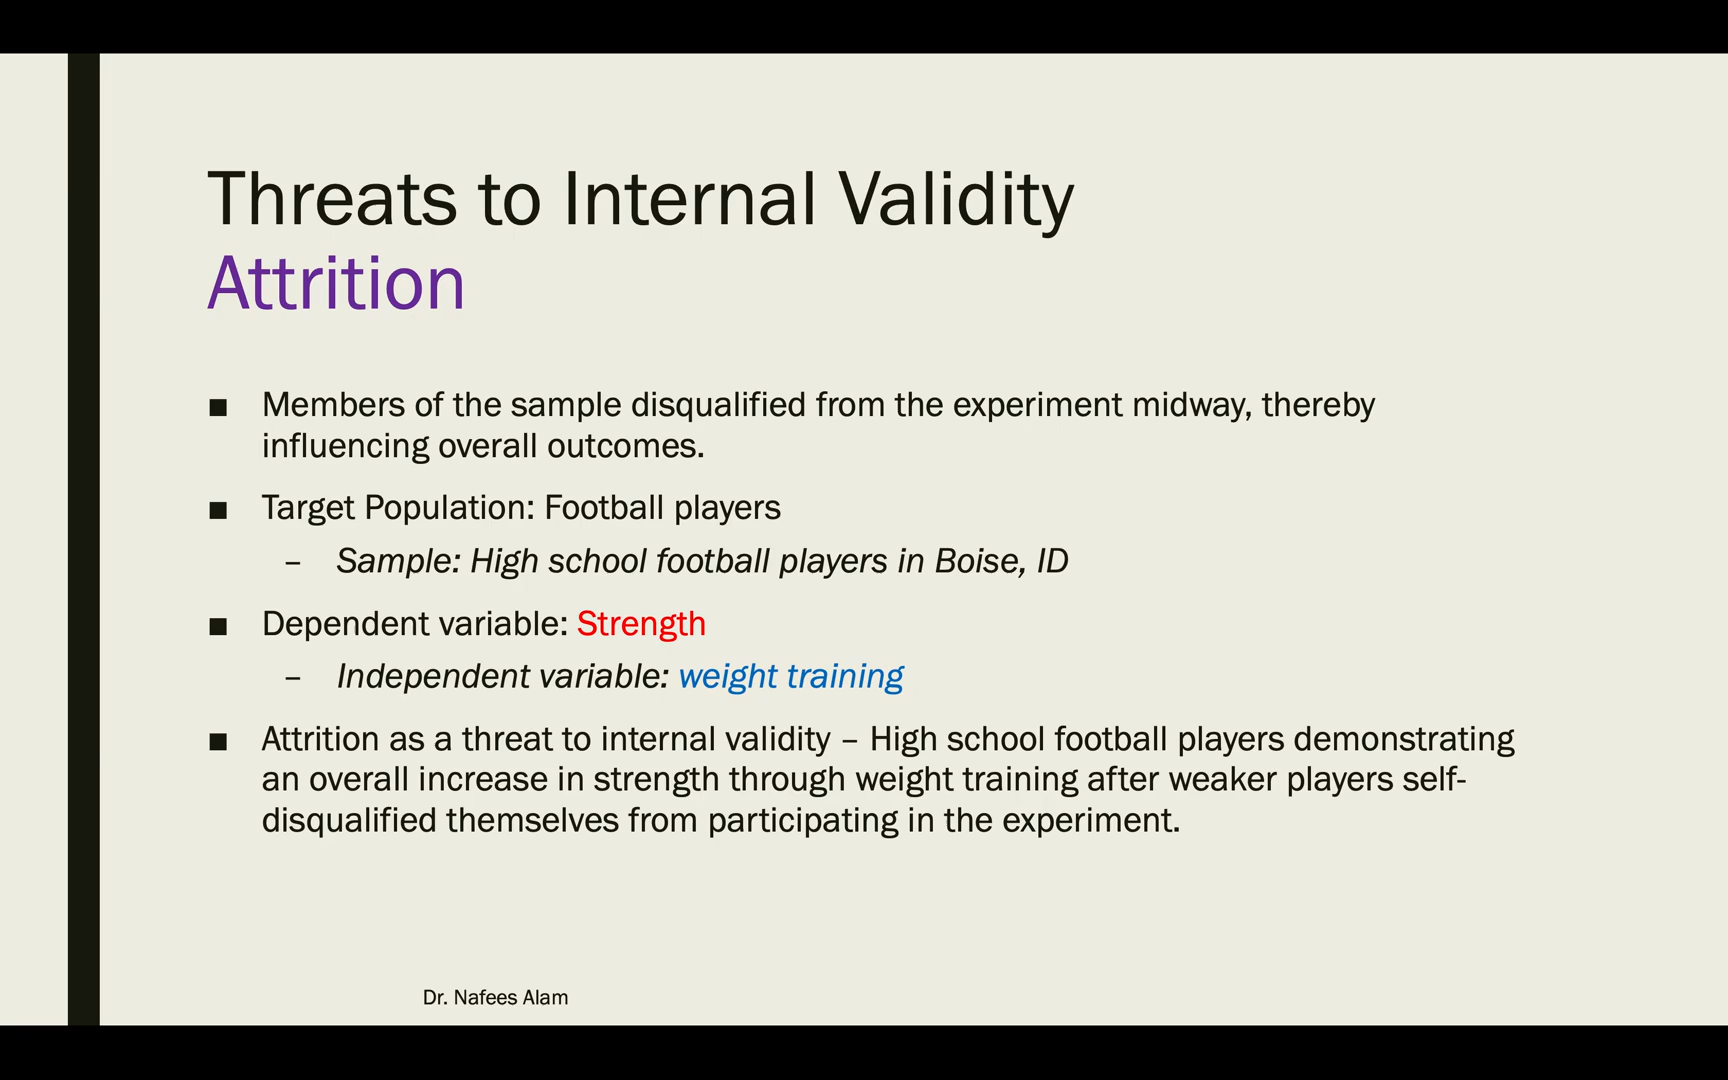 Threats to Internal Validity
Attrition
■ Members of the sample disqualified from the experiment midway, thereby
influencing overall outcomes.
■ Target Population: Football players
– Sample: High school football players in Boise, ID
■ Dependent variable: Strength
– Independent variable: weight training
■ Attrition as a threat to internal validity – High school football players demonstrating
an overall increase in strength through weight training after weaker players self-
disqualified themselves from participating in the experiment.
Dr. Nafees Alam